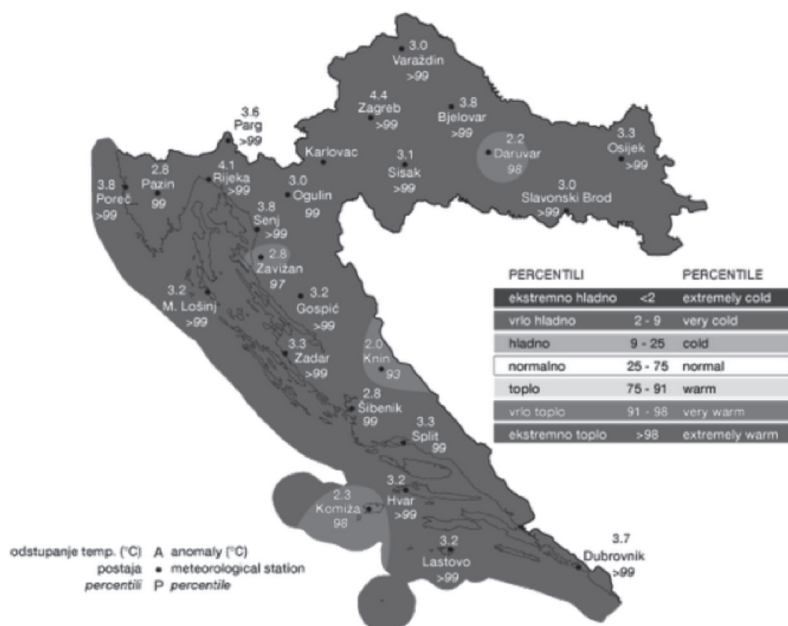 3.0
Varaždin
>99
4.4
Zagreb
>99
3.8
Bjelovar
>99
3.6
Parg
>99
2.2
Daruvar
98
3.3
Osijek
>99
Karlovac
3.1
Sisak
>99
2.8
Pazin
99
4.1
Rijeka
>99
3.8
Poreč
>99
3.0
Ogulin
99
3.0
Slavonski Brod
>99
3.8
Senj
>99
2.8
Zavižan
97
3.2
M. Lošinj
>99
3.2
Gospić
>99
3.3
Zadar
>99
2.0
Knin
93
2.8
Šibenik
99
3.3
Split
99
3.2
Hvar
>99
2.3
Komiža
98
3.2
Lastovo
>99
3.7
Dubrovnik
>99
PERCENTILI PERCENTILE
ekstremno hladno <2 extremely cold
vrlo hladno 2 - 9 very cold
hladno 9 - 25 cold
normalno 25 - 75 normal
toplo 75 - 91 warm
vrlo toplo 91 - 98 very warm
ekstremno toplo >98 extremely warm
odstupanje temp. (°C) A anomaly (°C)
postaja • meteorological station
percentili P percentile